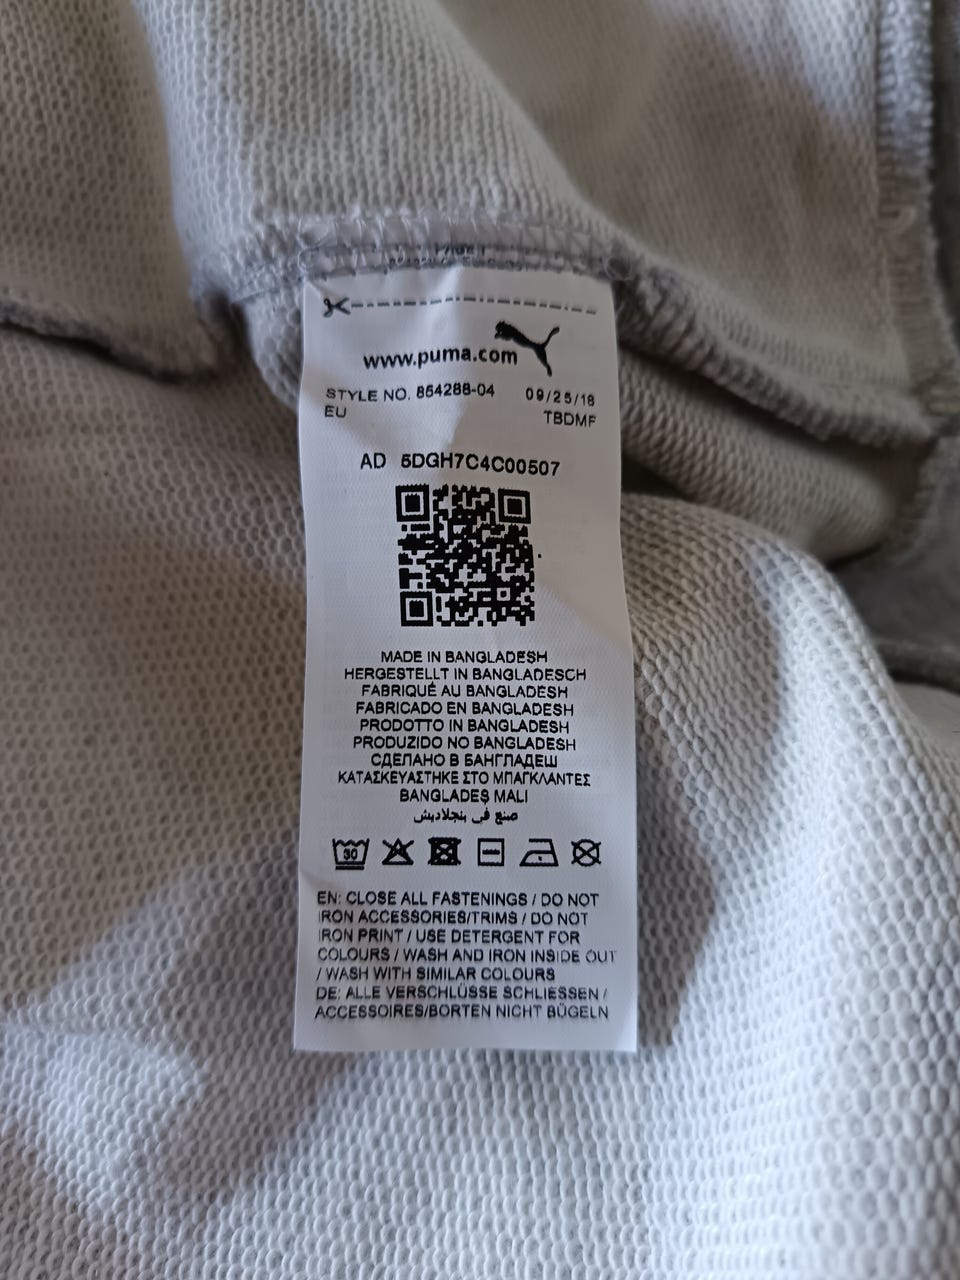 www.puma.com
STYLE NO. 854288-04 09/25/18
EU TBDMF
AD 5DGH7C4C00507
MADE IN BANGLADESH
HERGESTELLT IN BANGLADESCH
FABRIQUÉ AU BANGLADESH
FABRICADO EN BANGLADESH
PRODOTTO IN BANGLADESH
PRODUZIDO NO BANGLADESH
СДЕЛАНО В БАНГЛАДЕШ
ΚΑΤΑΣΚΕΥΑΣΤΗΚΕ ΣΤΟ ΜΠΑΓΚΛΑΝΤΕΣ
BANGLADEŞ MALI
صنع في بنجلاديش
30
EN: CLOSE ALL FASTENINGS / DO NOT
IRON ACCESSORIES/TRIMS / DO NOT
IRON PRINT / USE DETERGENT FOR
COLOURS / WASH AND IRON INSIDE OUT
/ WASH WITH SIMILAR COLOURS
DE: ALLE VERSCHLÜSSE SCHLIESSEN /
ACCESSOIRES/BORTEN NICHT BÜGELN